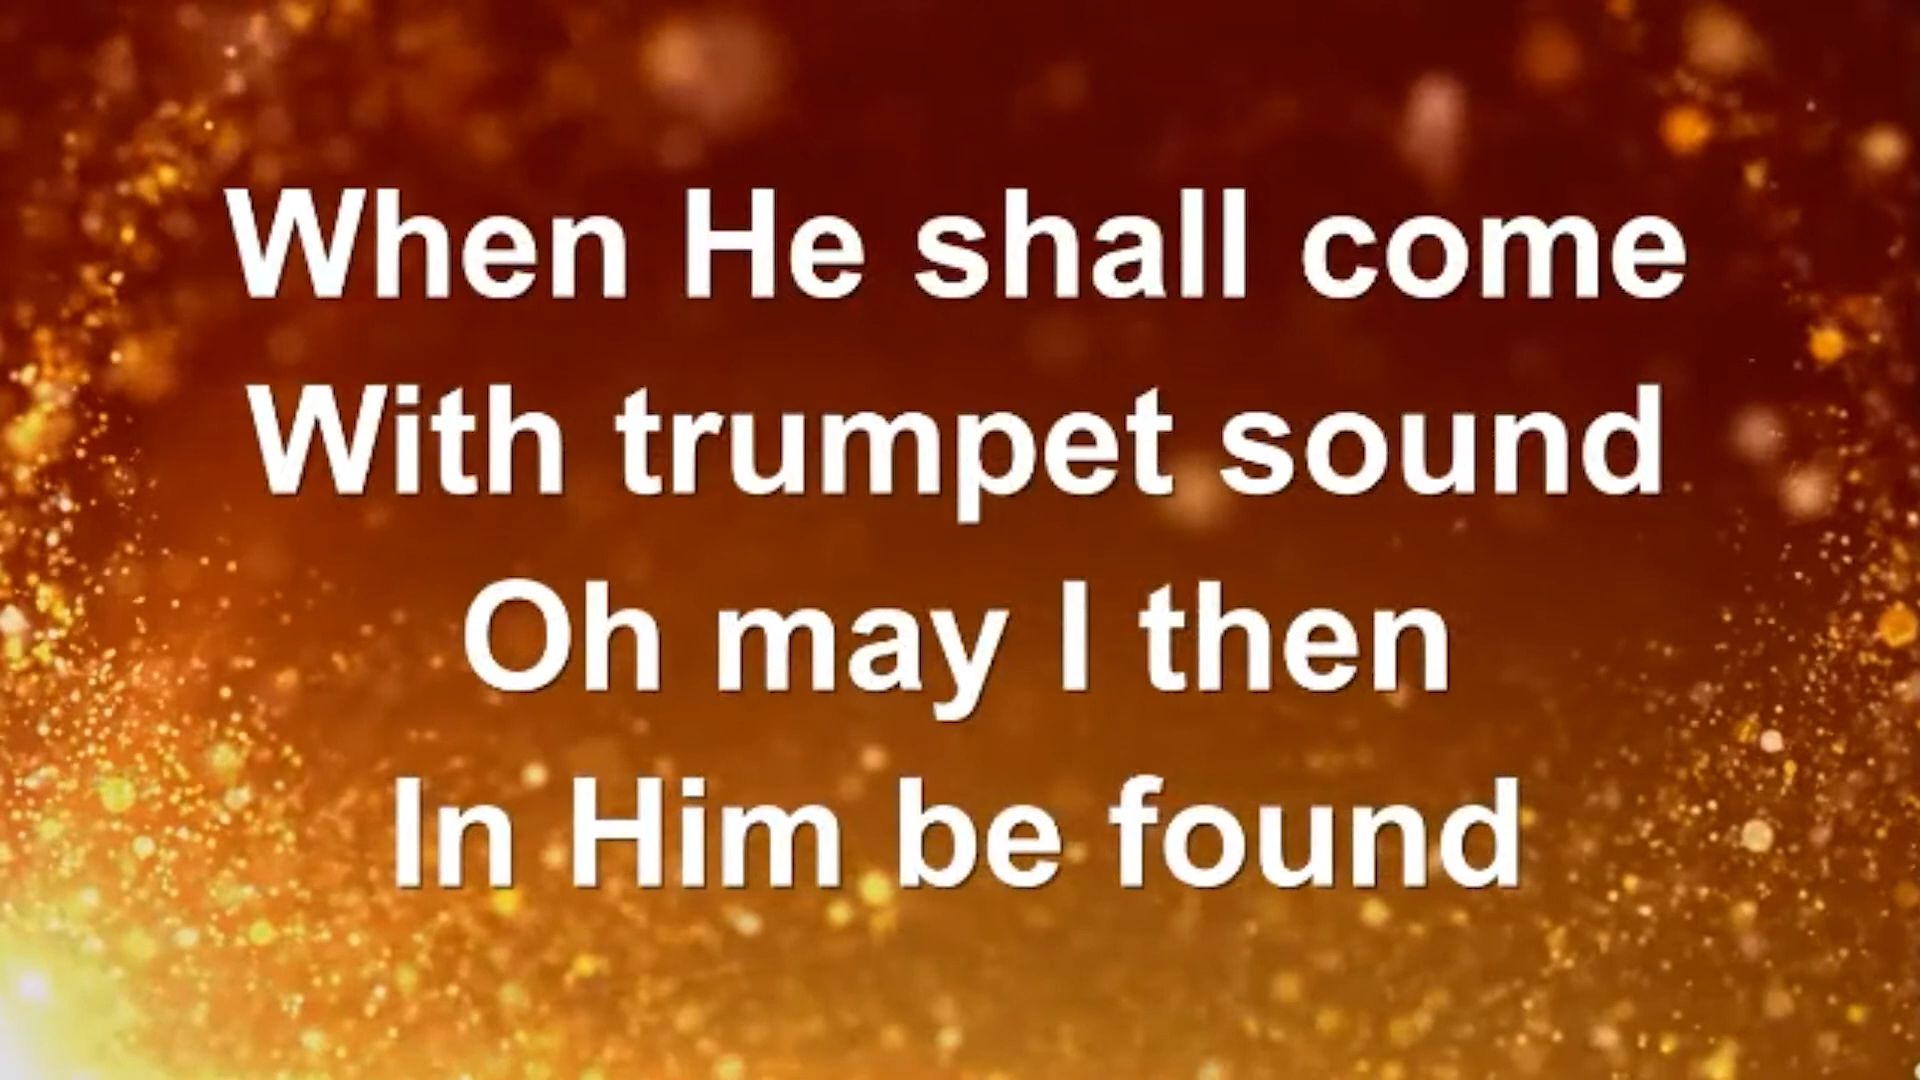 When He shall come
With trumpet sound
Oh may I then
In Him be found